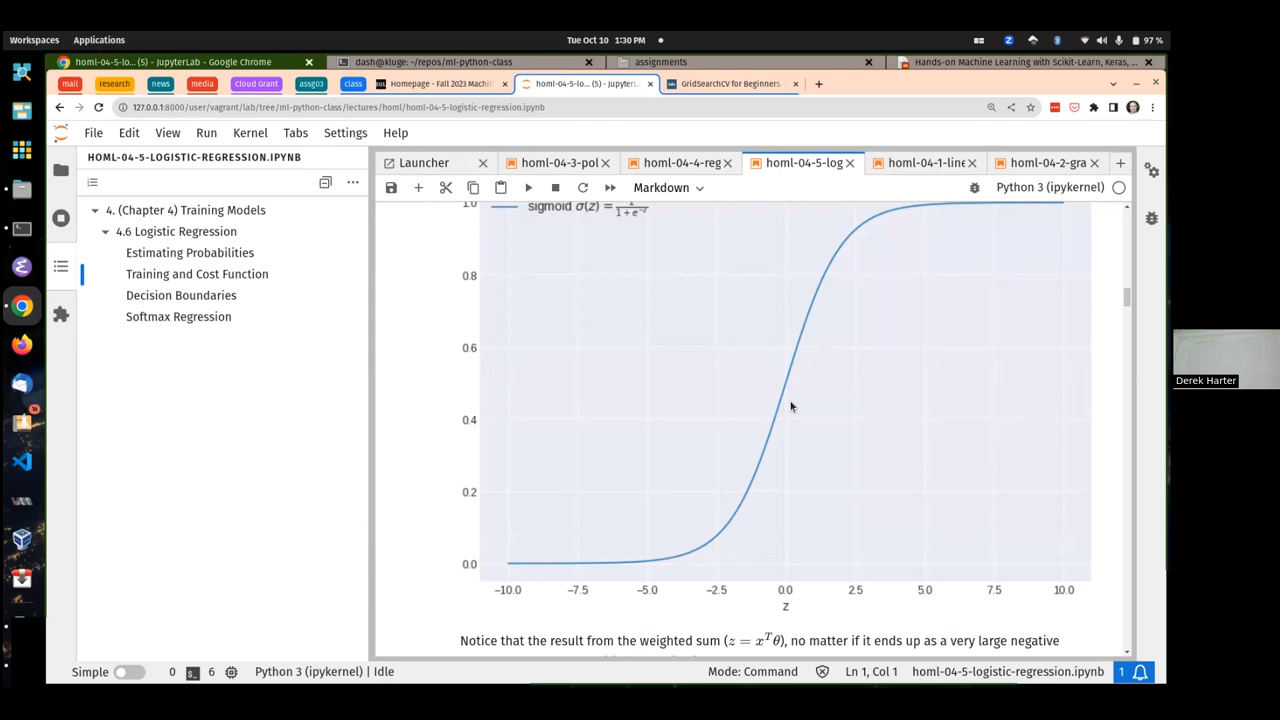 Workspaces Applications Tue Oct 10 1:30 PM 97 %
homl-04-5-lo... (5) - JupyterLab - Google Chrome dash@kluge: ~/repos/ml-python-class assignments Hands-on Machine Learning with Scikit-Learn, Keras, ...
mail research news media Cloud Grant assg03 class Homepage - Fall 2023 Machin homl-04-5-lo... (5) - JupyterL GridSearchCV for Beginners
127.0.0.1:8000/user/vagrant/lab/tree/ml-python-class/lectures/homl/homl-04-5-logistic-regression.ipynb
File Edit View Run Kernel Tabs Settings Help
HOML-04-5-LOGISTIC-REGRESSION.IPYNB
Launcher homl-04-3-pol homl-04-4-reg homl-04-5-log homl-04-1-line homl-04-2-gra
Markdown Python 3 (ipykernel)
4. (Chapter 4) Training Models
4.6 Logistic Regression
Estimating Probabilities
Training and Cost Function
Decision Boundaries
Softmax Regression
sigmoid σ(z) = 1/(1 + e^{-z})
1.0
0.8
0.6
0.4
0.2
0.0
−10.0 −7.5 −5.0 −2.5 0.0 2.5 5.0 7.5 10.0
z
Notice that the result from the weighted sum (z = x^T θ), no matter if it ends up as a very large negative
Derek Harter
Simple 0 6 Python 3 (ipykernel) | Idle Mode: Command Ln 1, Col 1 homl-04-5-logistic-regression.ipynb 1